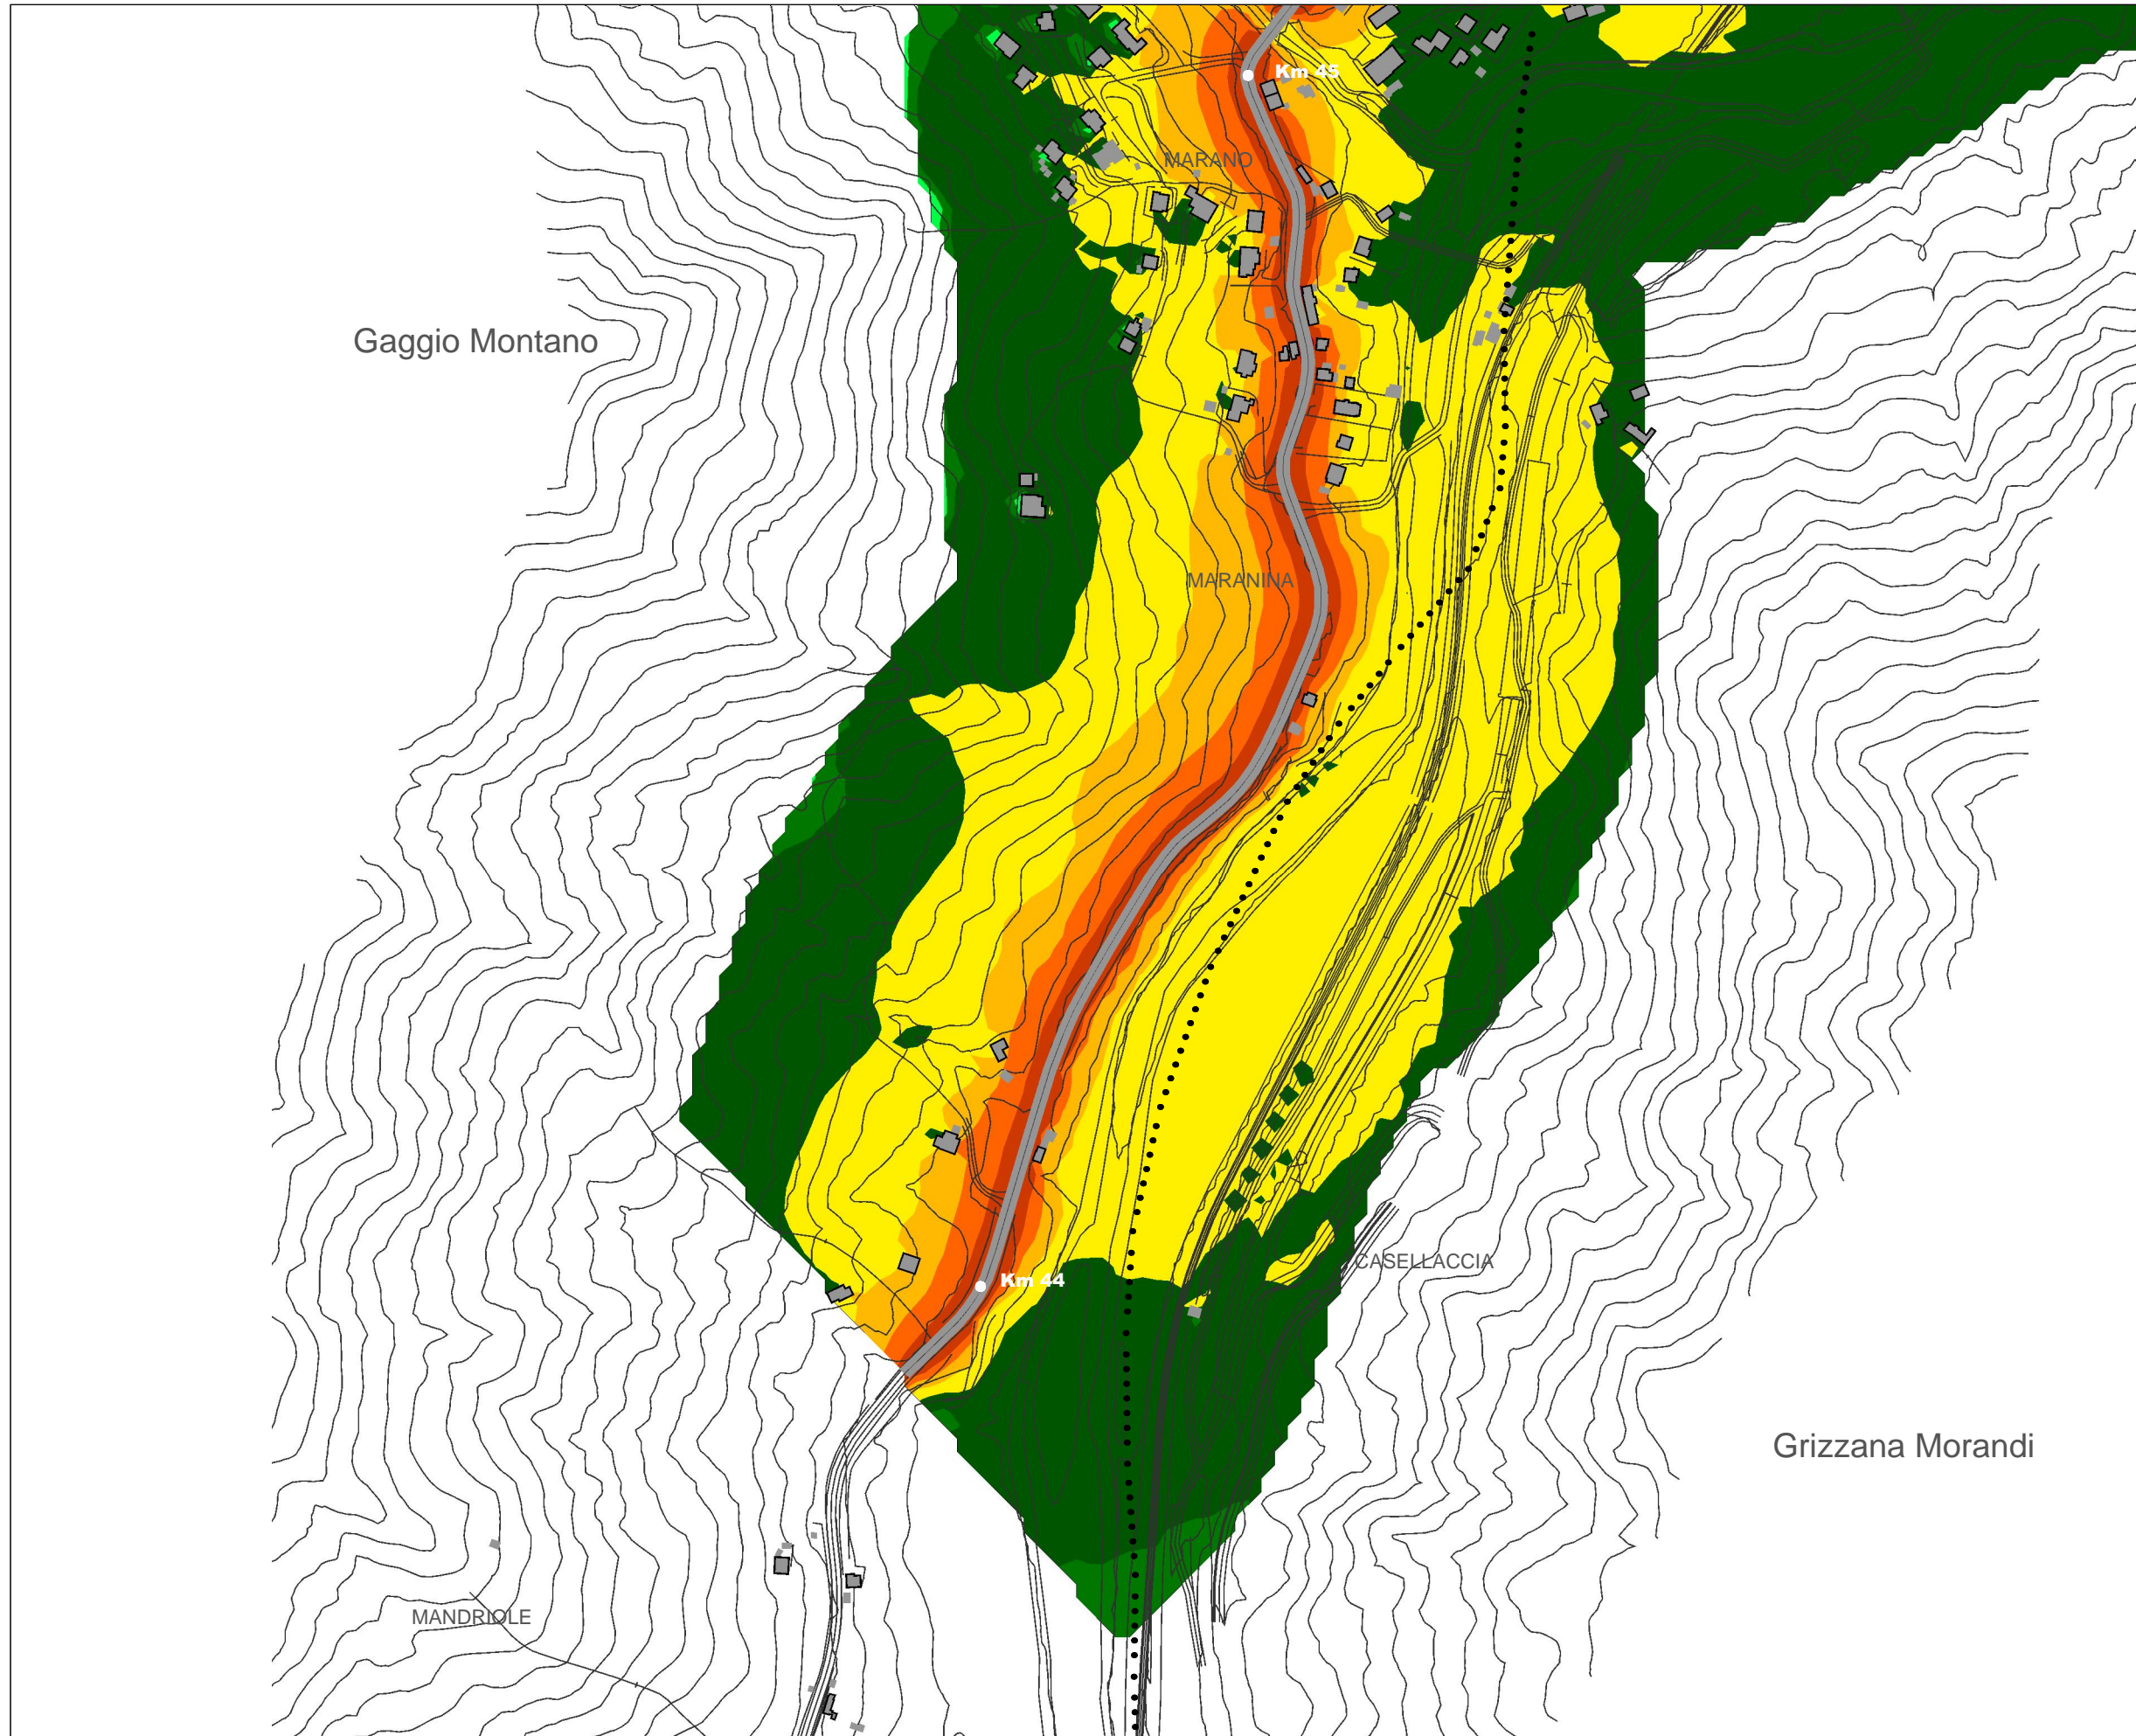 Km 45
MARANO
Gaggio Montano
MARANINA
CASELLACCIA
Km 44
Grizzana Morandi
MANDRIOLE